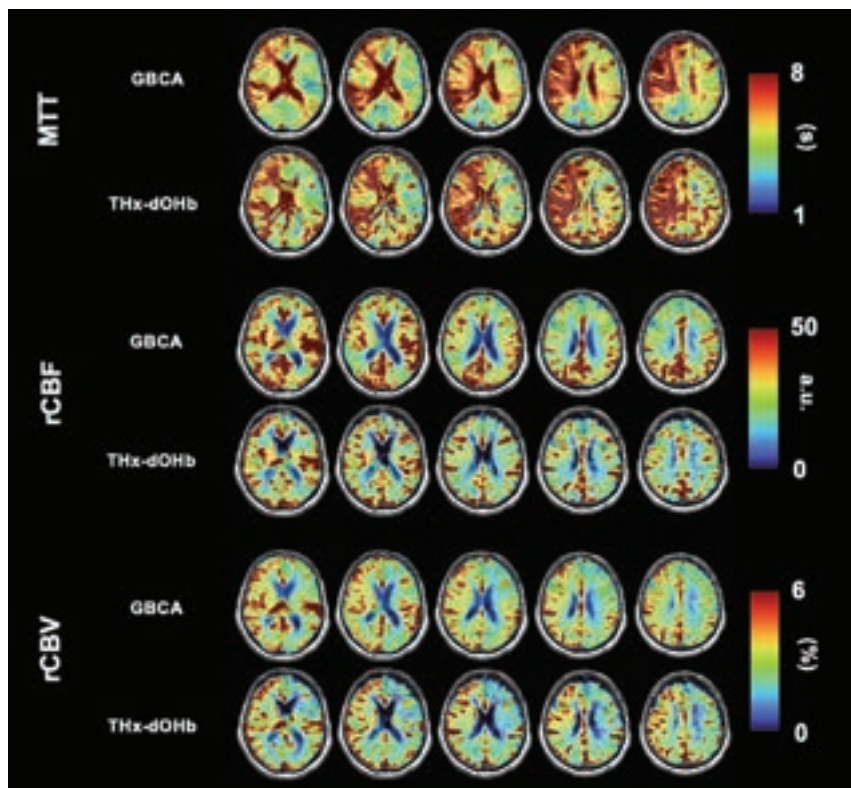 MTT
GBCA
THx-dOHb
8
(s)
1
rCBF
GBCA
THx-dOHb
50
a.u.
0
rCBV
GBCA
THx-dOHb
6
(%)
0